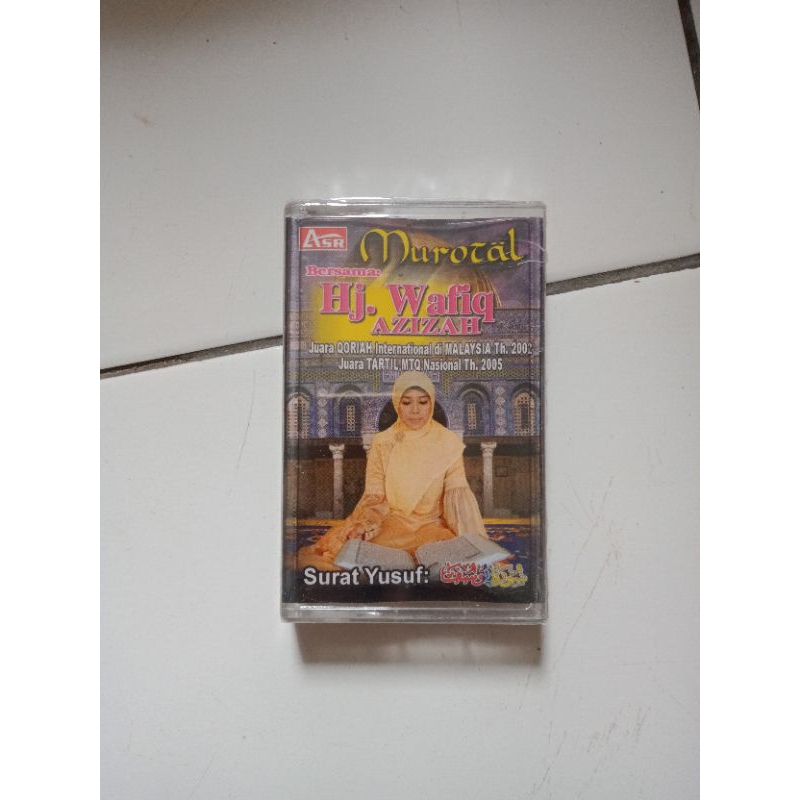 ASR
Murotal
Bersama:
Hj. Wafiq
AZIZAH
Juara QORIAH International di MALAYSIA Th. 2002
Juara TARTIL MTQ Nasional Th. 2005
Surat Yusuf: